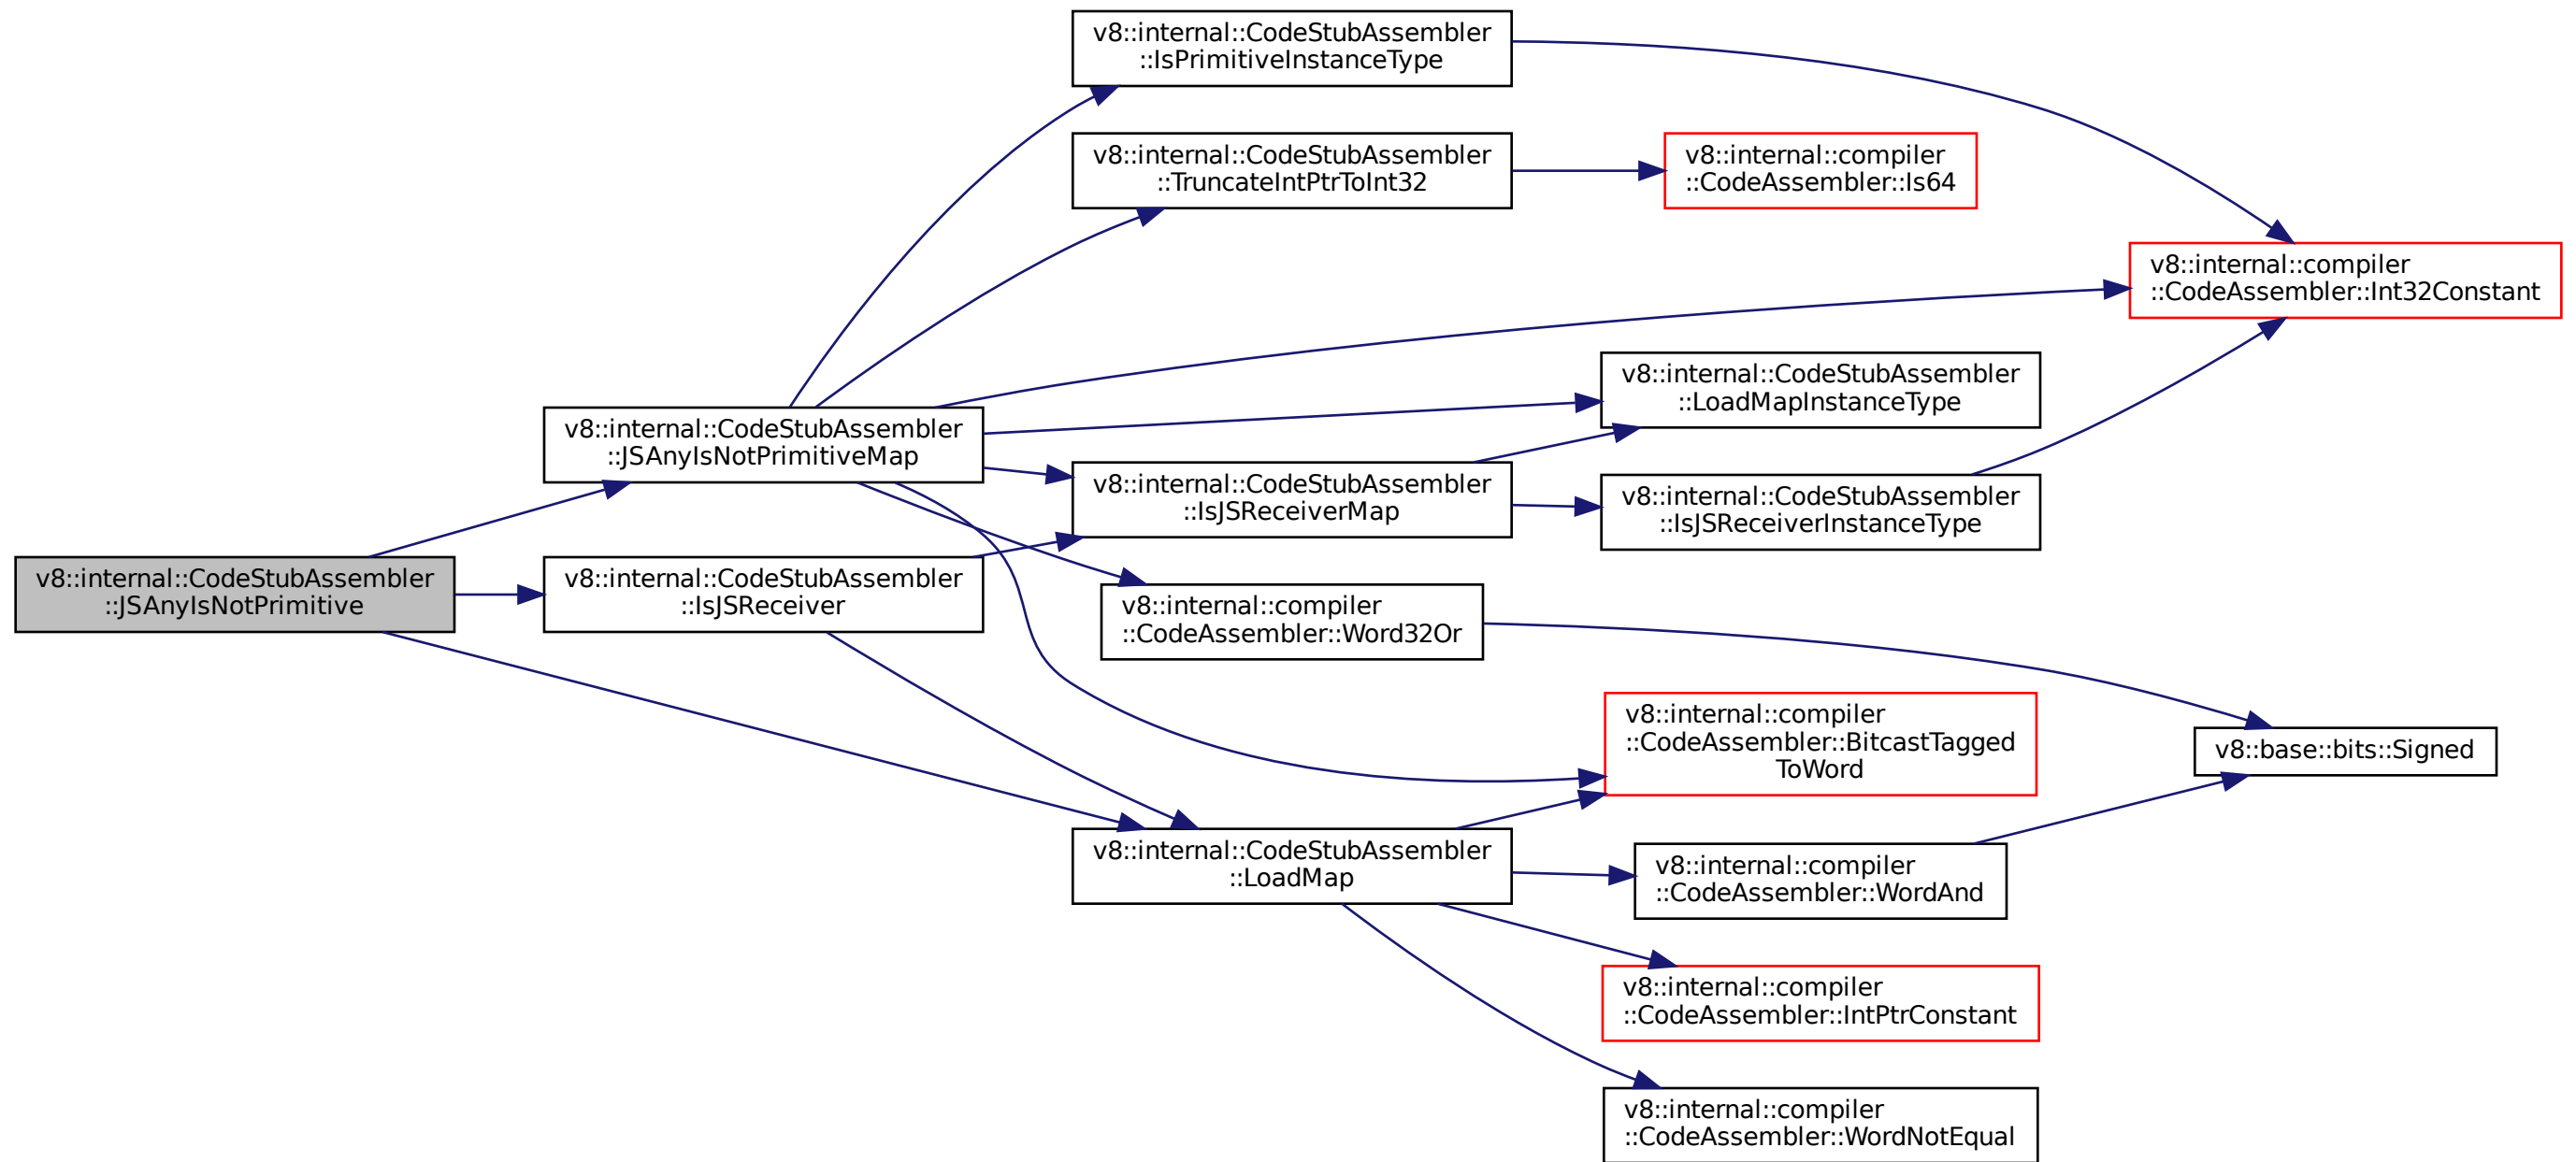 v8::internal::CodeStubAssembler
::JSAnyIsNotPrimitive
v8::internal::CodeStubAssembler
::JSAnyIsNotPrimitiveMap
v8::internal::CodeStubAssembler
::IsJSReceiver
v8::internal::CodeStubAssembler
::IsPrimitiveInstanceType
v8::internal::CodeStubAssembler
::TruncateIntPtrToInt32
v8::internal::CodeStubAssembler
::IsJSReceiverMap
v8::internal::compiler
::CodeAssembler::Word32Or
v8::internal::CodeStubAssembler
::LoadMap
v8::internal::compiler
::CodeAssembler::Is64
v8::internal::CodeStubAssembler
::LoadMapInstanceType
v8::internal::CodeStubAssembler
::IsJSReceiverInstanceType
v8::internal::compiler
::CodeAssembler::BitcastTagged
ToWord
v8::internal::compiler
::CodeAssembler::WordAnd
v8::internal::compiler
::CodeAssembler::IntPtrConstant
v8::internal::compiler
::CodeAssembler::WordNotEqual
v8::internal::compiler
::CodeAssembler::Int32Constant
v8::base::bits::Signed